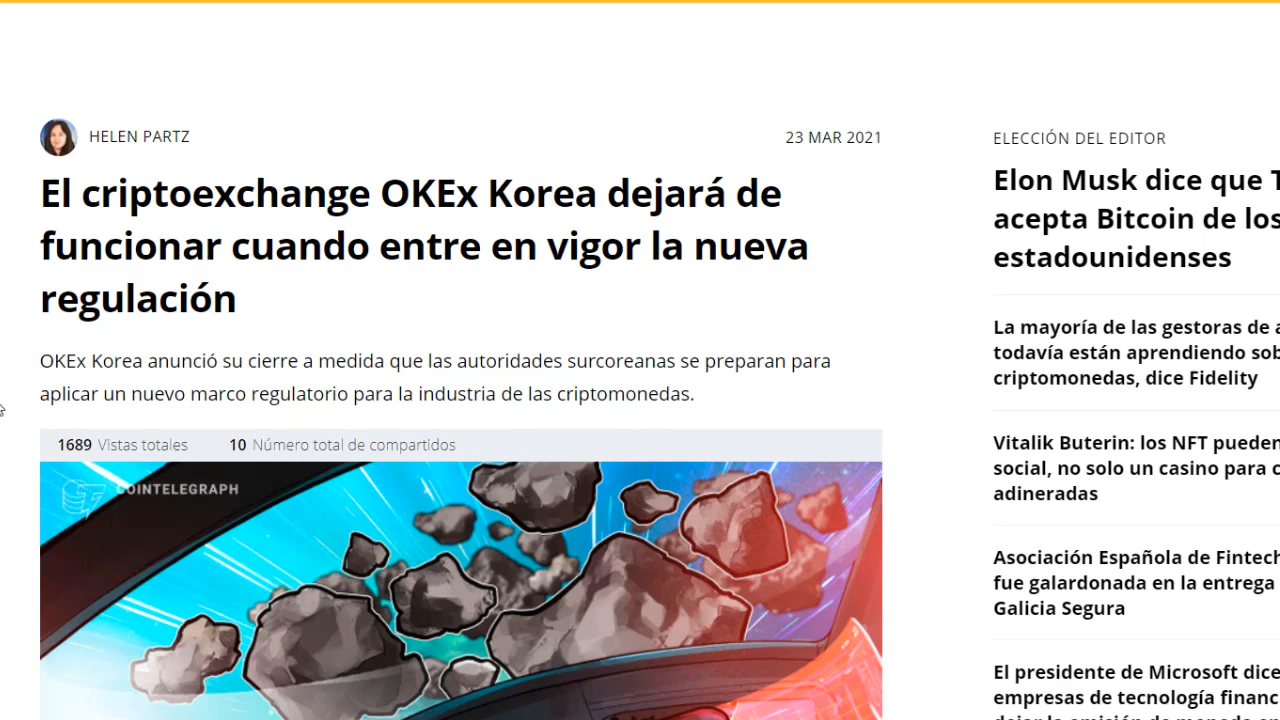 HELEN PARTZ
23 MAR 2021
El criptoexchange OKEx Korea dejará de
funcionar cuando entre en vigor la nueva
regulación
OKEx Korea anunció su cierre a medida que las autoridades surcoreanas se preparan para
aplicar un nuevo marco regulatorio para la industria de las criptomonedas.
1689 Vistas totales
10 Número total de compartidos
COINTELEGRAPH
ELECCIÓN DEL EDITOR
Elon Musk dice que
acepta Bitcoin de los
estadounidenses
La mayoría de las gestoras de
todavía están aprendiendo
criptomonedas, dice Fidelity
Vitalik Buterin: los NFT pueden
social, no solo un casino para
adineradas
Asociación Española de Fintech
fue galardonada en la entrega
Galicia Segura
El presidente de Microsoft dice
empresas de tecnología